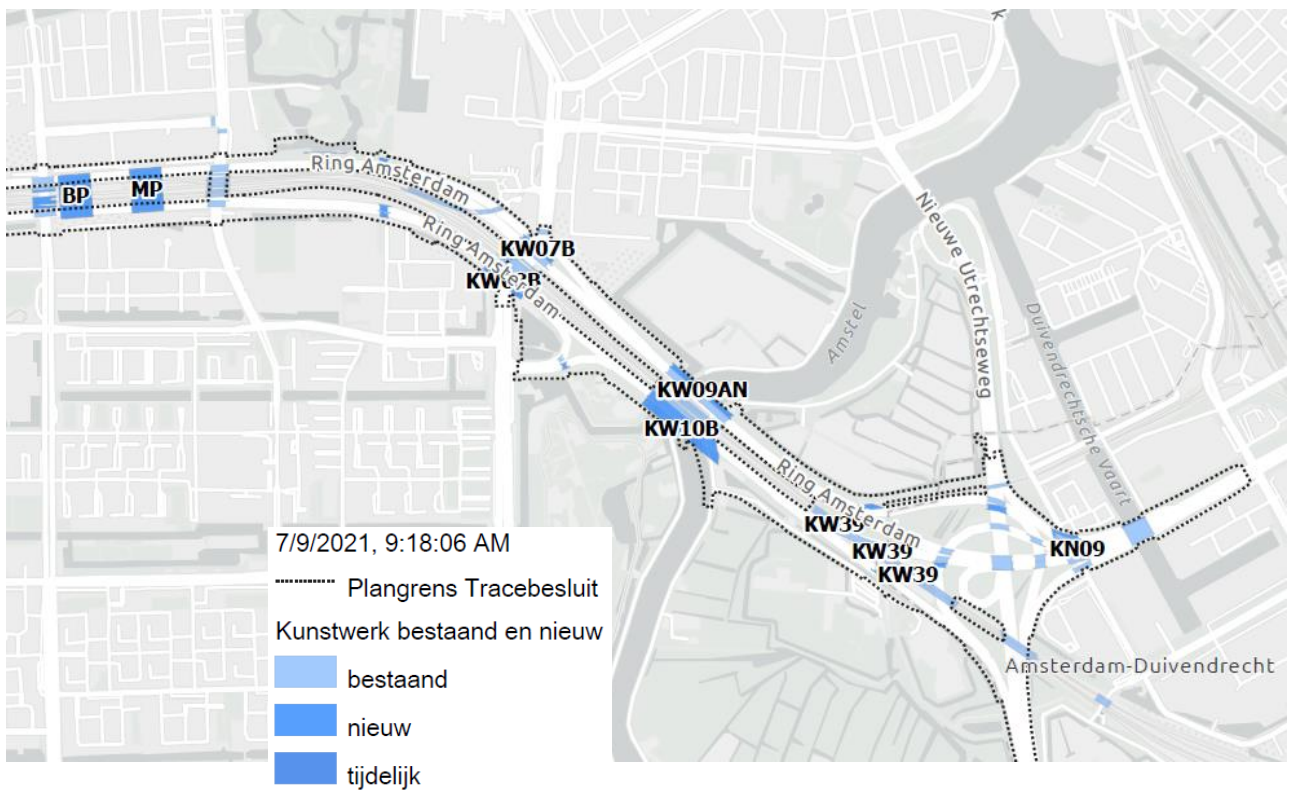 Ring Amsterdam
BP
MP
Ring Amsterdam
KW07B
Nieuwe Utrechtseweg
Amstel
Duivendrechtsche Vaart
KW09AN
KW10B
Ring Amsterdam
KW39
KW39
KW39
KN09
Amsterdam-Duivendrecht
7/9/2021, 9:18:06 AM
Plangrens Tracebesluit
Kunstwerk bestaand en nieuw
bestaand
nieuw
tijdelijk